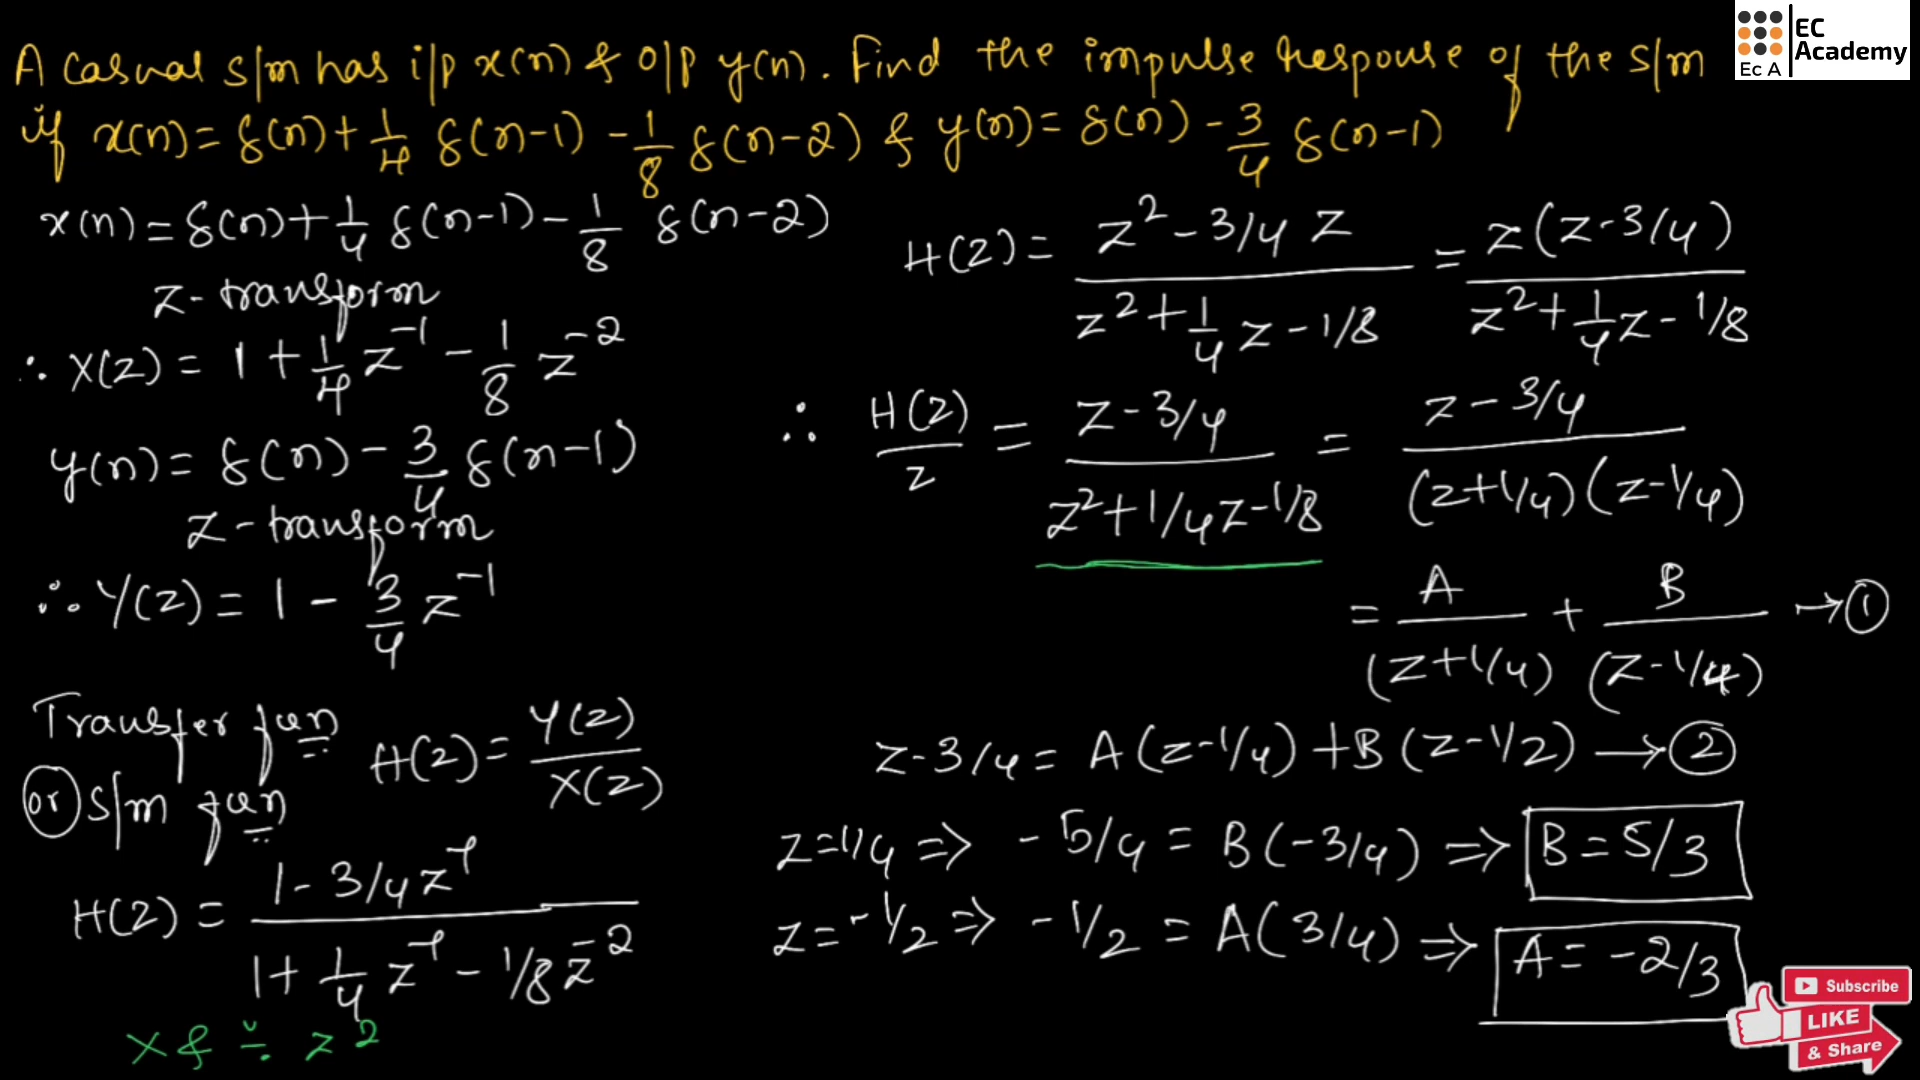 A casual s/m has i/p x(n) & o/p y(n). Find the impulse response of the s/m
if x(n) = δ(n) + 1/4 δ(n-1) - 1/8 δ(n-2) & y(n) = δ(n) - 3/4 δ(n-1)
x(n) = δ(n) + 1/4 δ(n-1) - 1/8 δ(n-2)
z-transform
∴ X(z) = 1 + 1/4 z^-1 - 1/8 z^-2
y(n) = δ(n) - 3/4 δ(n-1)
z-transform
∴ Y(z) = 1 - 3/4 z^-1
Transfer fun H(z) = Y(z)/X(z)
(or) s/m fun
H(z) = (1 - 3/4 z^-1)/(1 + 1/4 z^-1 - 1/8 z^-2)
× & ÷ z^2
H(z) = (z^2 - 3/4 z)/(z^2 + 1/4 z - 1/8) = z(z - 3/4)/(z^2 + 1/4 z - 1/8)
∴ H(z)/z = (z - 3/4)/(z^2 + 1/4 z - 1/8) = (z - 3/4)/((z + 1/4)(z - 1/4))
= A/(z + 1/4) + B/(z - 1/4) → ①
z - 3/4 = A(z - 1/4) + B(z - 1/2) → ②
z = 1/4 ⇒ -5/4 = B(-3/4) ⇒ B = 5/3
z = -1/2 ⇒ -1/2 = A(3/4) ⇒ A = -2/3
EC
Academy
Ec A
Subscribe
LIKE
& Share